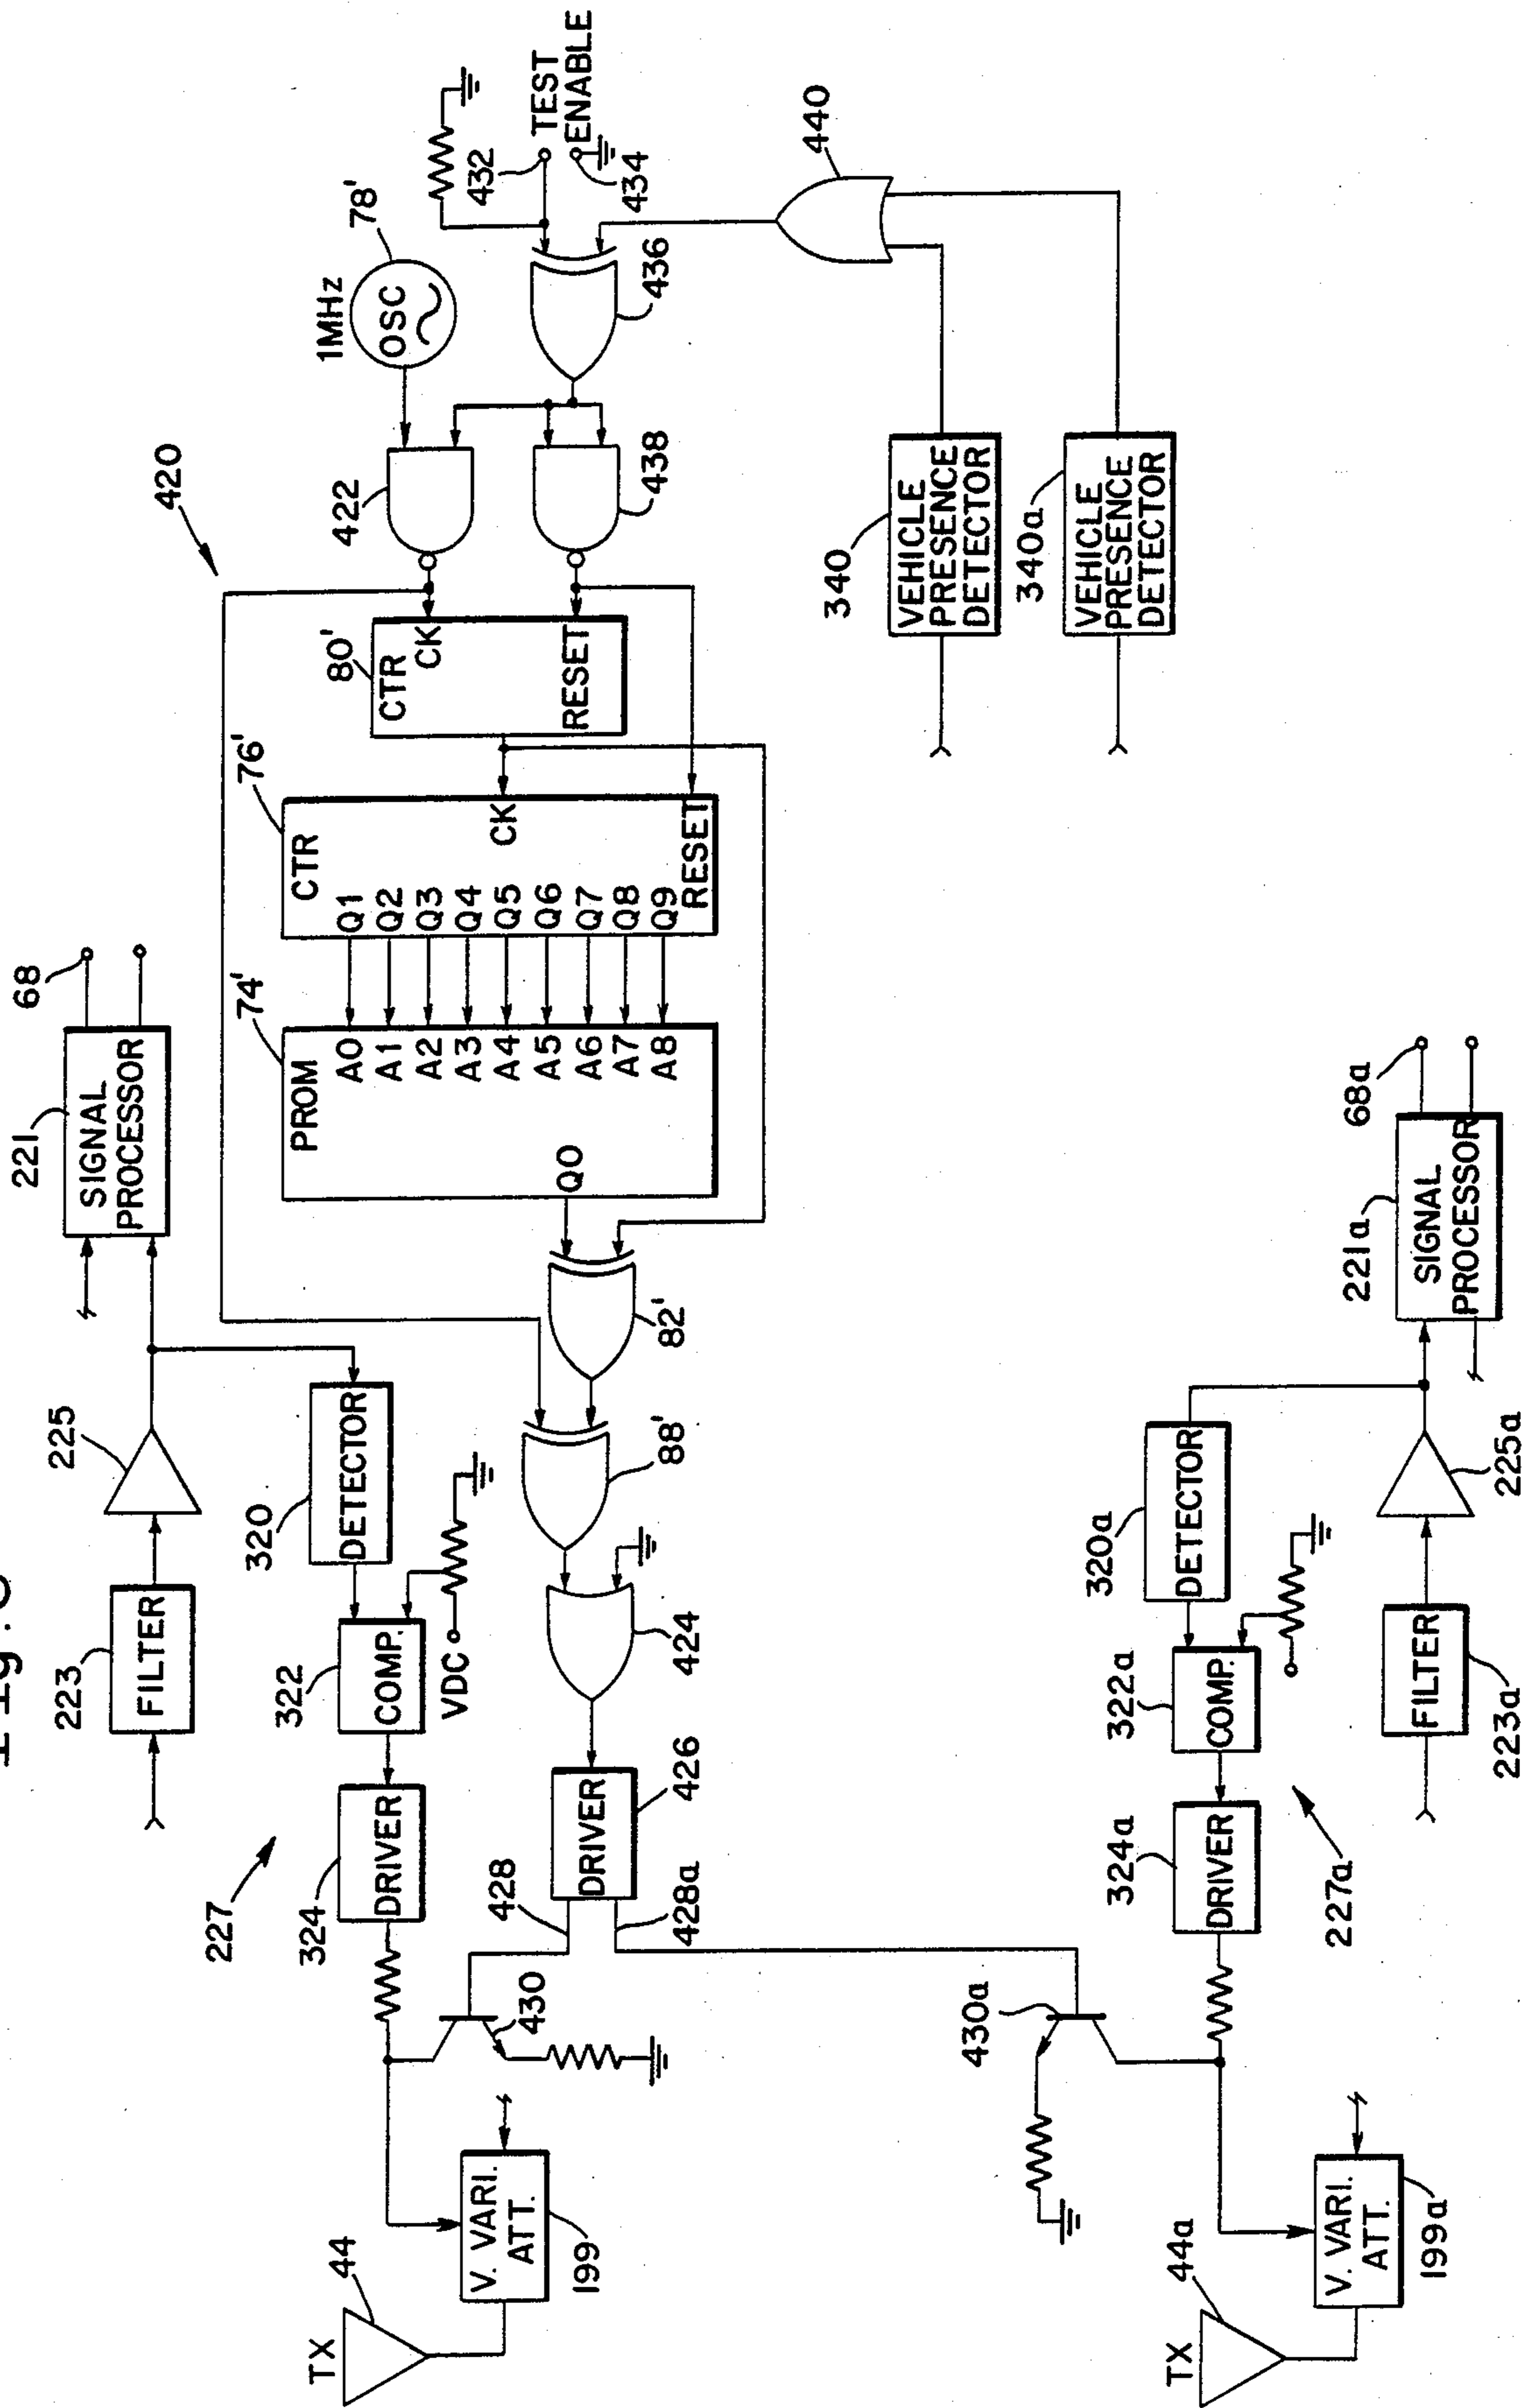 Fig. 8
223
FILTER
225
221
SIGNAL
PROCESSOR
68
227
324
DRIVER
322
COMP.
320
DETECTOR
VDC
TX
44
V. VARI.
ATT.
199
430
428
428a
DRIVER
426
424
88'
82'
74'
PROM
Q0
A0
A1
A2
A3
A4
A5
A6
A7
A8
76'
CTR
Q1
Q2
Q3
Q4
Q5
Q6
Q7
Q8
Q9
CK
RESET
80'
CTR
CK
RESET
420
422
438
1MHz
OSC
78'
436
432
434
TEST
ENABLE
440
340
VEHICLE
PRESENCE
DETECTOR
340a
VEHICLE
PRESENCE
DETECTOR
430a
TX
44a
V. VARI.
ATT.
199a
324a
DRIVER
227a
322a
COMP.
320a
DETECTOR
FILTER
223a
225a
221a
SIGNAL
PROCESSOR
68a